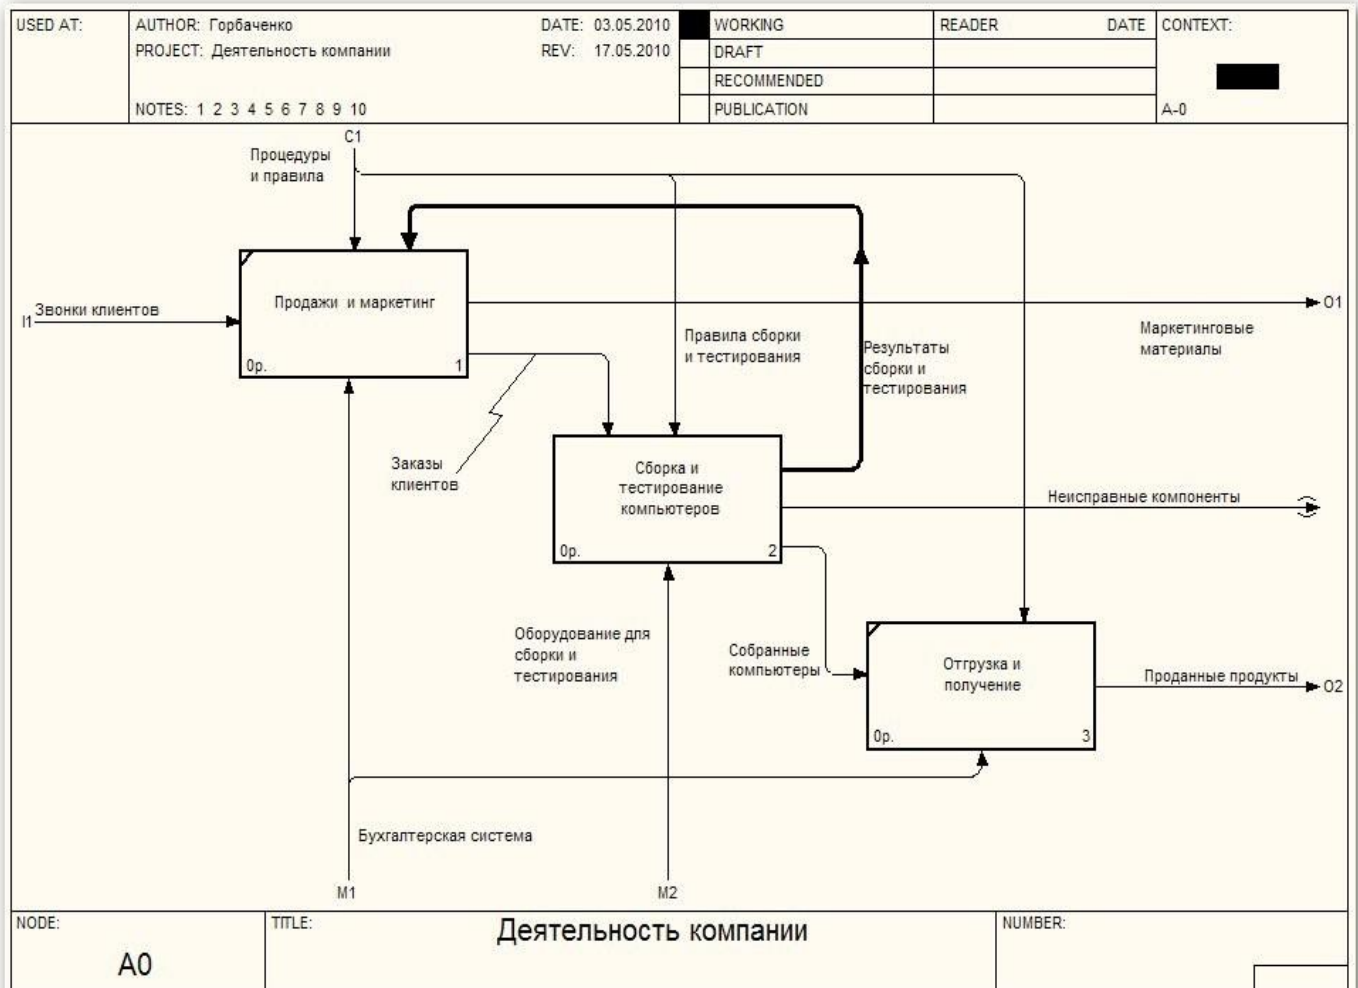 USED AT:
AUTHOR: Горбаченко
DATE: 03.05.2010
PROJECT: Деятельность компании
REV: 17.05.2010
NOTES: 1 2 3 4 5 6 7 8 9 10
WORKING
DRAFT
RECOMMENDED
PUBLICATION
READER
DATE
CONTEXT:
A-0
C1
Процедуры
и правила
I1
Звонки клиентов
Продажи и маркетинг
0р.
1
O1
Маркетинговые
материалы
Правила сборки
и тестирования
Результаты
сборки и
тестирования
Заказы
клиентов
Сборка и
тестирование
компьютеров
0р.
2
Неисправные компоненты
Оборудование для
сборки и
тестирования
Собранные
компьютеры
Отгрузка и
получение
0р.
3
Проданные продукты
O2
Бухгалтерская система
M1
M2
NODE:
A0
TITLE:
Деятельность компании
NUMBER: